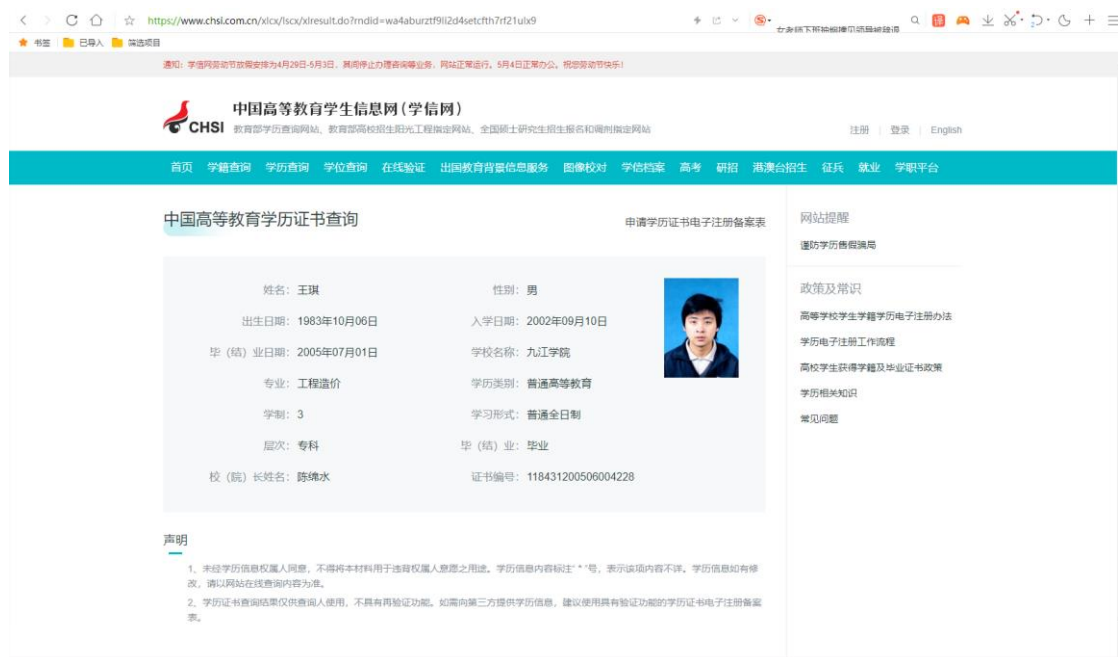 https://www.chsi.com.cn/xlcx/lscx/xlresult.do?rndid=wa4aburztf9li2d4setcfth7rf21ulx9
书签 已导入 筛选项目
通知：学信网劳动节放假安排为4月29日-5月3日，其间停止办理咨询等业务，网站正常运行。5月4日正常办公。祝您劳动节快乐！
中国高等教育学生信息网（学信网）
CHSI 教育部学历查询网站、教育部高校招生阳光工程指定网站、全国硕士研究生招生报名和调剂指定网站
注册 | 登录 | English
首页 学籍查询 学历查询 学位查询 在线验证 出国教育背景信息服务 图像校对 学信档案 高考 研招 港澳台招生 征兵 就业 学职平台
中国高等教育学历证书查询
申请学历证书电子注册备案表
姓名：王琪 性别：男
出生日期：1983年10月06日 入学日期：2002年09月10日
毕（结）业日期：2005年07月01日 学校名称：九江学院
专业：工程造价 学历类别：普通高等教育
学制：3 学习形式：普通全日制
层次：专科 毕（结）业：毕业
校（院）长姓名：陈绵水 证书编号：118431200506004228
声明
1、未经学历信息权属人同意，不得将本材料用于违背权属人意愿之用途。学历信息内容标注“*”号，表示该项内容不详。学历信息如有修
改，请以网站在线查询内容为准。
2、学历证书查询结果仅供查询人使用，不具有再验证功能。如需向第三方提供学历信息，建议使用具有验证功能的学历证书电子注册备案
表。
网站提醒
谨防学历售假骗局
政策及常识
高等学校学生学籍学历电子注册办法
学历电子注册工作流程
高校学生获得学籍及毕业证书政策
学历相关知识
常见问题